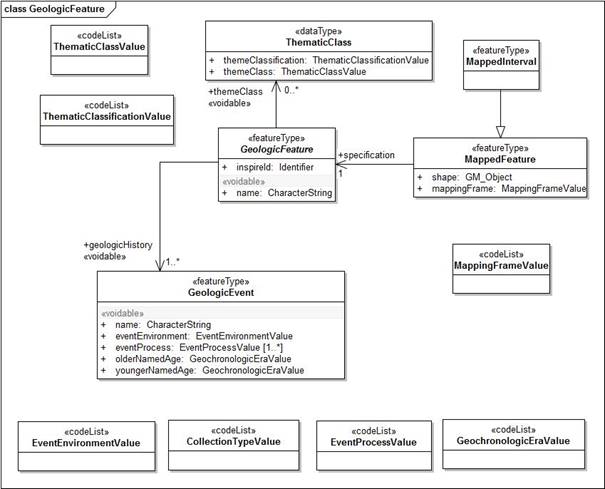 class GeologicFeature
«codeList»
ThematicClassValue
«dataType»
ThematicClass
+ themeClassification: ThematicClassificationValue
+ themeClass: ThematicClassValue
«featureType»
MappedInterval
«codeList»
ThematicClassificationValue
+themeClass
«voidable»
0..*
«featureType»
GeologicFeature
+ inspireId: Identifier
«voidable»
+ name: CharacterString
+specification
1
«featureType»
MappedFeature
+ shape: GM_Object
+ mappingFrame: MappingFrameValue
+geologicHistory
«voidable»
1..*
«codeList»
MappingFrameValue
«featureType»
GeologicEvent
«voidable»
+ name: CharacterString
+ eventEnvironment: EventEnvironmentValue
+ eventProcess: EventProcessValue [1..*]
+ olderNamedAge: GeochronologicEraValue
+ youngerNamedAge: GeochronologicEraValue
«codeList»
EventEnvironmentValue
«codeList»
CollectionTypeValue
«codeList»
EventProcessValue
«codeList»
GeochronologicEraValue